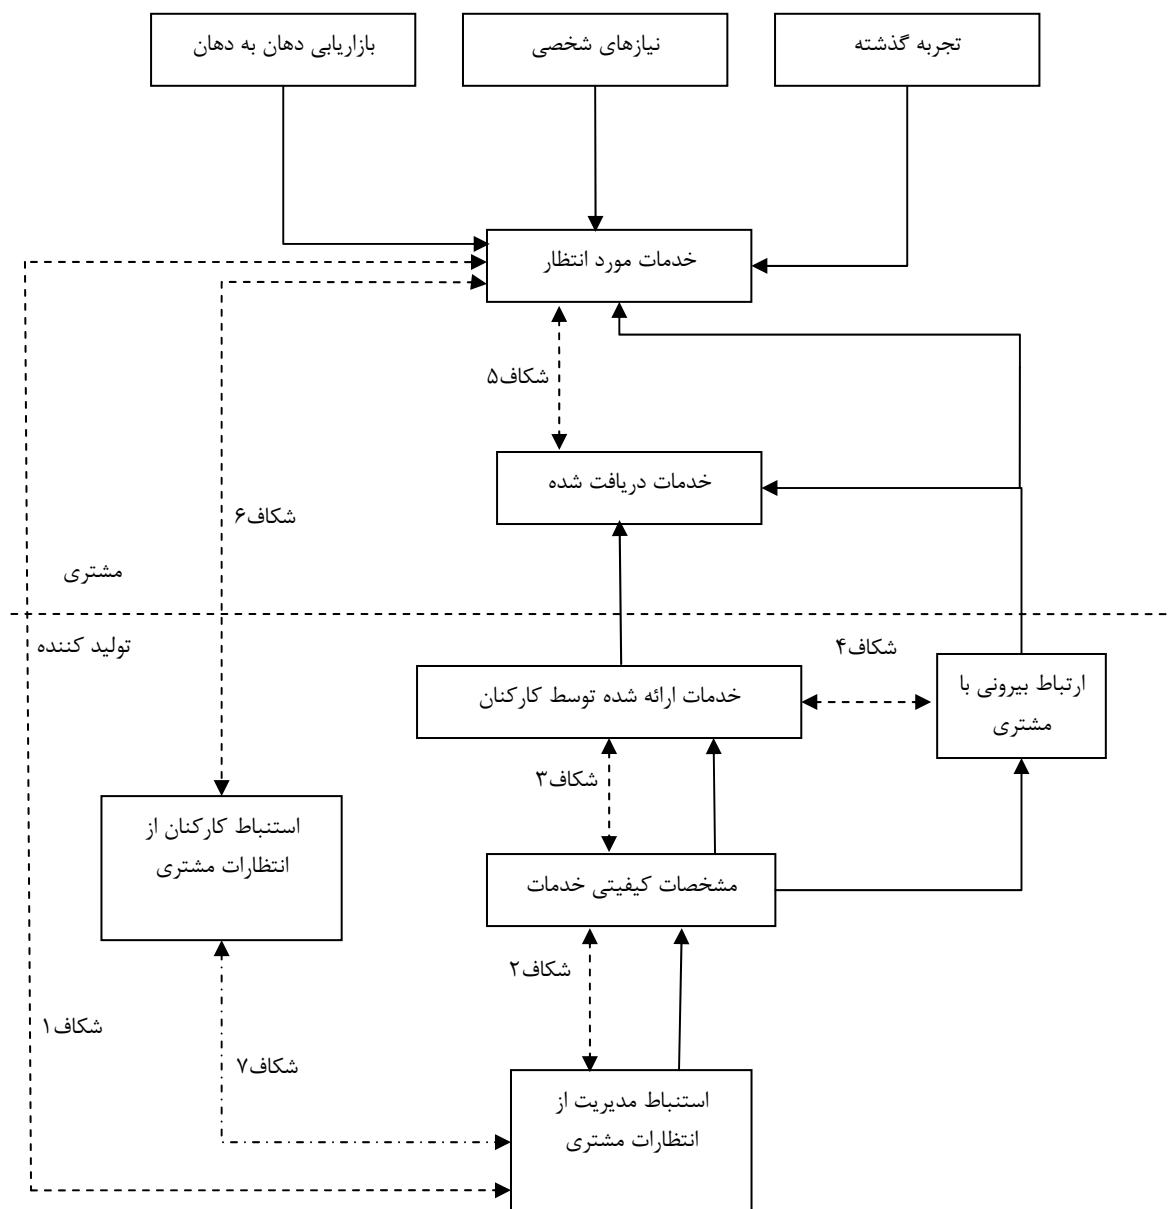 تجربه گذشته
نیازهای شخصی
بازاریابی دهان به دهان
خدمات مورد انتظار
شکاف۵
خدمات دریافت شده
شکاف۶
مشتری
تولید کننده
شکاف۴
ارتباط بیرونی با
مشتری
خدمات ارائه شده توسط کارکنان
شکاف۳
استنباط کارکنان از
انتظارات مشتری
مشخصات کیفیتی خدمات
شکاف۲
شکاف۱
شکاف۷
استنباط مدیریت از
انتظارات مشتری